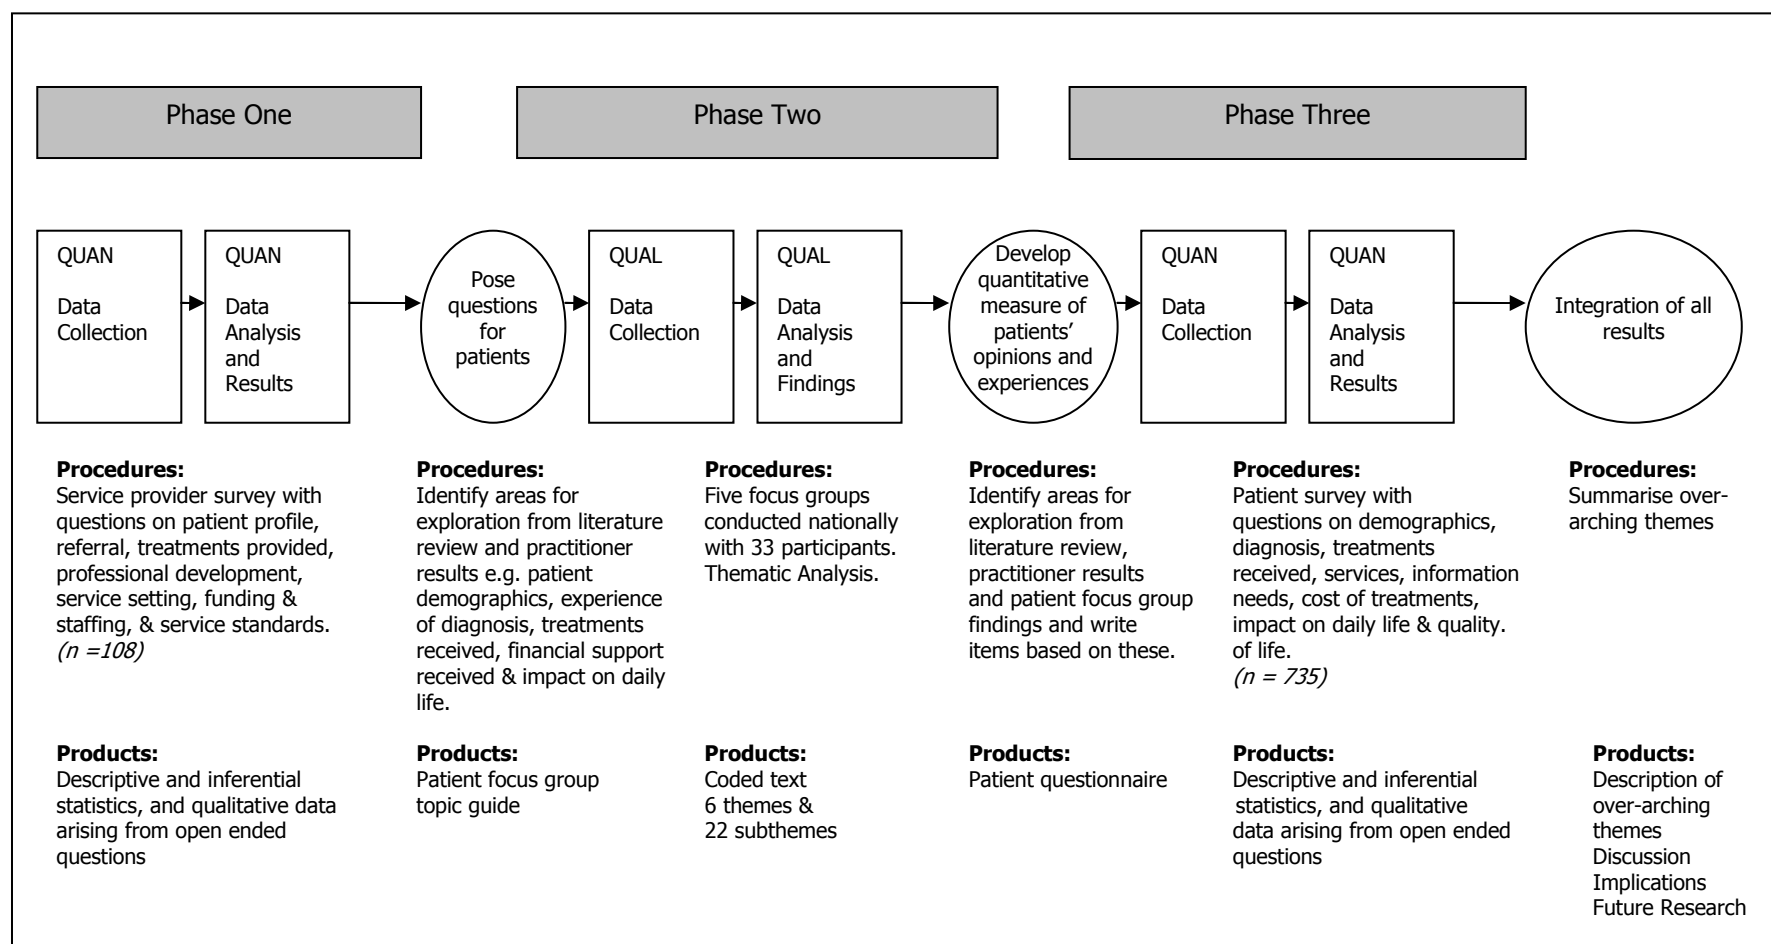 Phase One
Phase Two
Phase Three
QUAN
Data
Collection
QUAN
Data
Analysis
and
Results
Pose
questions
for
patients
QUAL
Data
Collection
QUAL
Data
Analysis
and
Findings
Develop
quantitative
measure of
patients'
opinions and
experiences
QUAN
Data
Collection
QUAN
Data
Analysis
and
Results
Integration of all
results
Procedures:
Service provider survey with
questions on patient profile,
referral, treatments provided,
professional development,
service setting, funding &
staffing, & service standards.
(n =108)
Procedures:
Identify areas for
exploration from literature
review and practitioner
results e.g. patient
demographics, experience
of diagnosis, treatments
received, financial support
received & impact on daily
life.
Procedures:
Five focus groups
conducted nationally
with 33 participants.
Thematic Analysis.
Procedures:
Identify areas for
exploration from
literature review,
practitioner results
and patient focus group
findings and write
items based on these.
Procedures:
Patient survey with
questions on demographics,
diagnosis, treatments
received, services, information
needs, cost of treatments,
impact on daily life & quality.
of life.
(n = 735)
Procedures:
Summarise over-
arching themes
Products:
Descriptive and inferential
statistics, and qualitative data
arising from open ended
questions
Products:
Patient focus group
topic guide
Products:
Coded text
6 themes &
22 subthemes
Products:
Patient questionnaire
Products:
Descriptive and inferential
statistics, and qualitative
data arising from open ended
questions
Products:
Description of
over-arching
themes
Discussion
Implications
Future Research